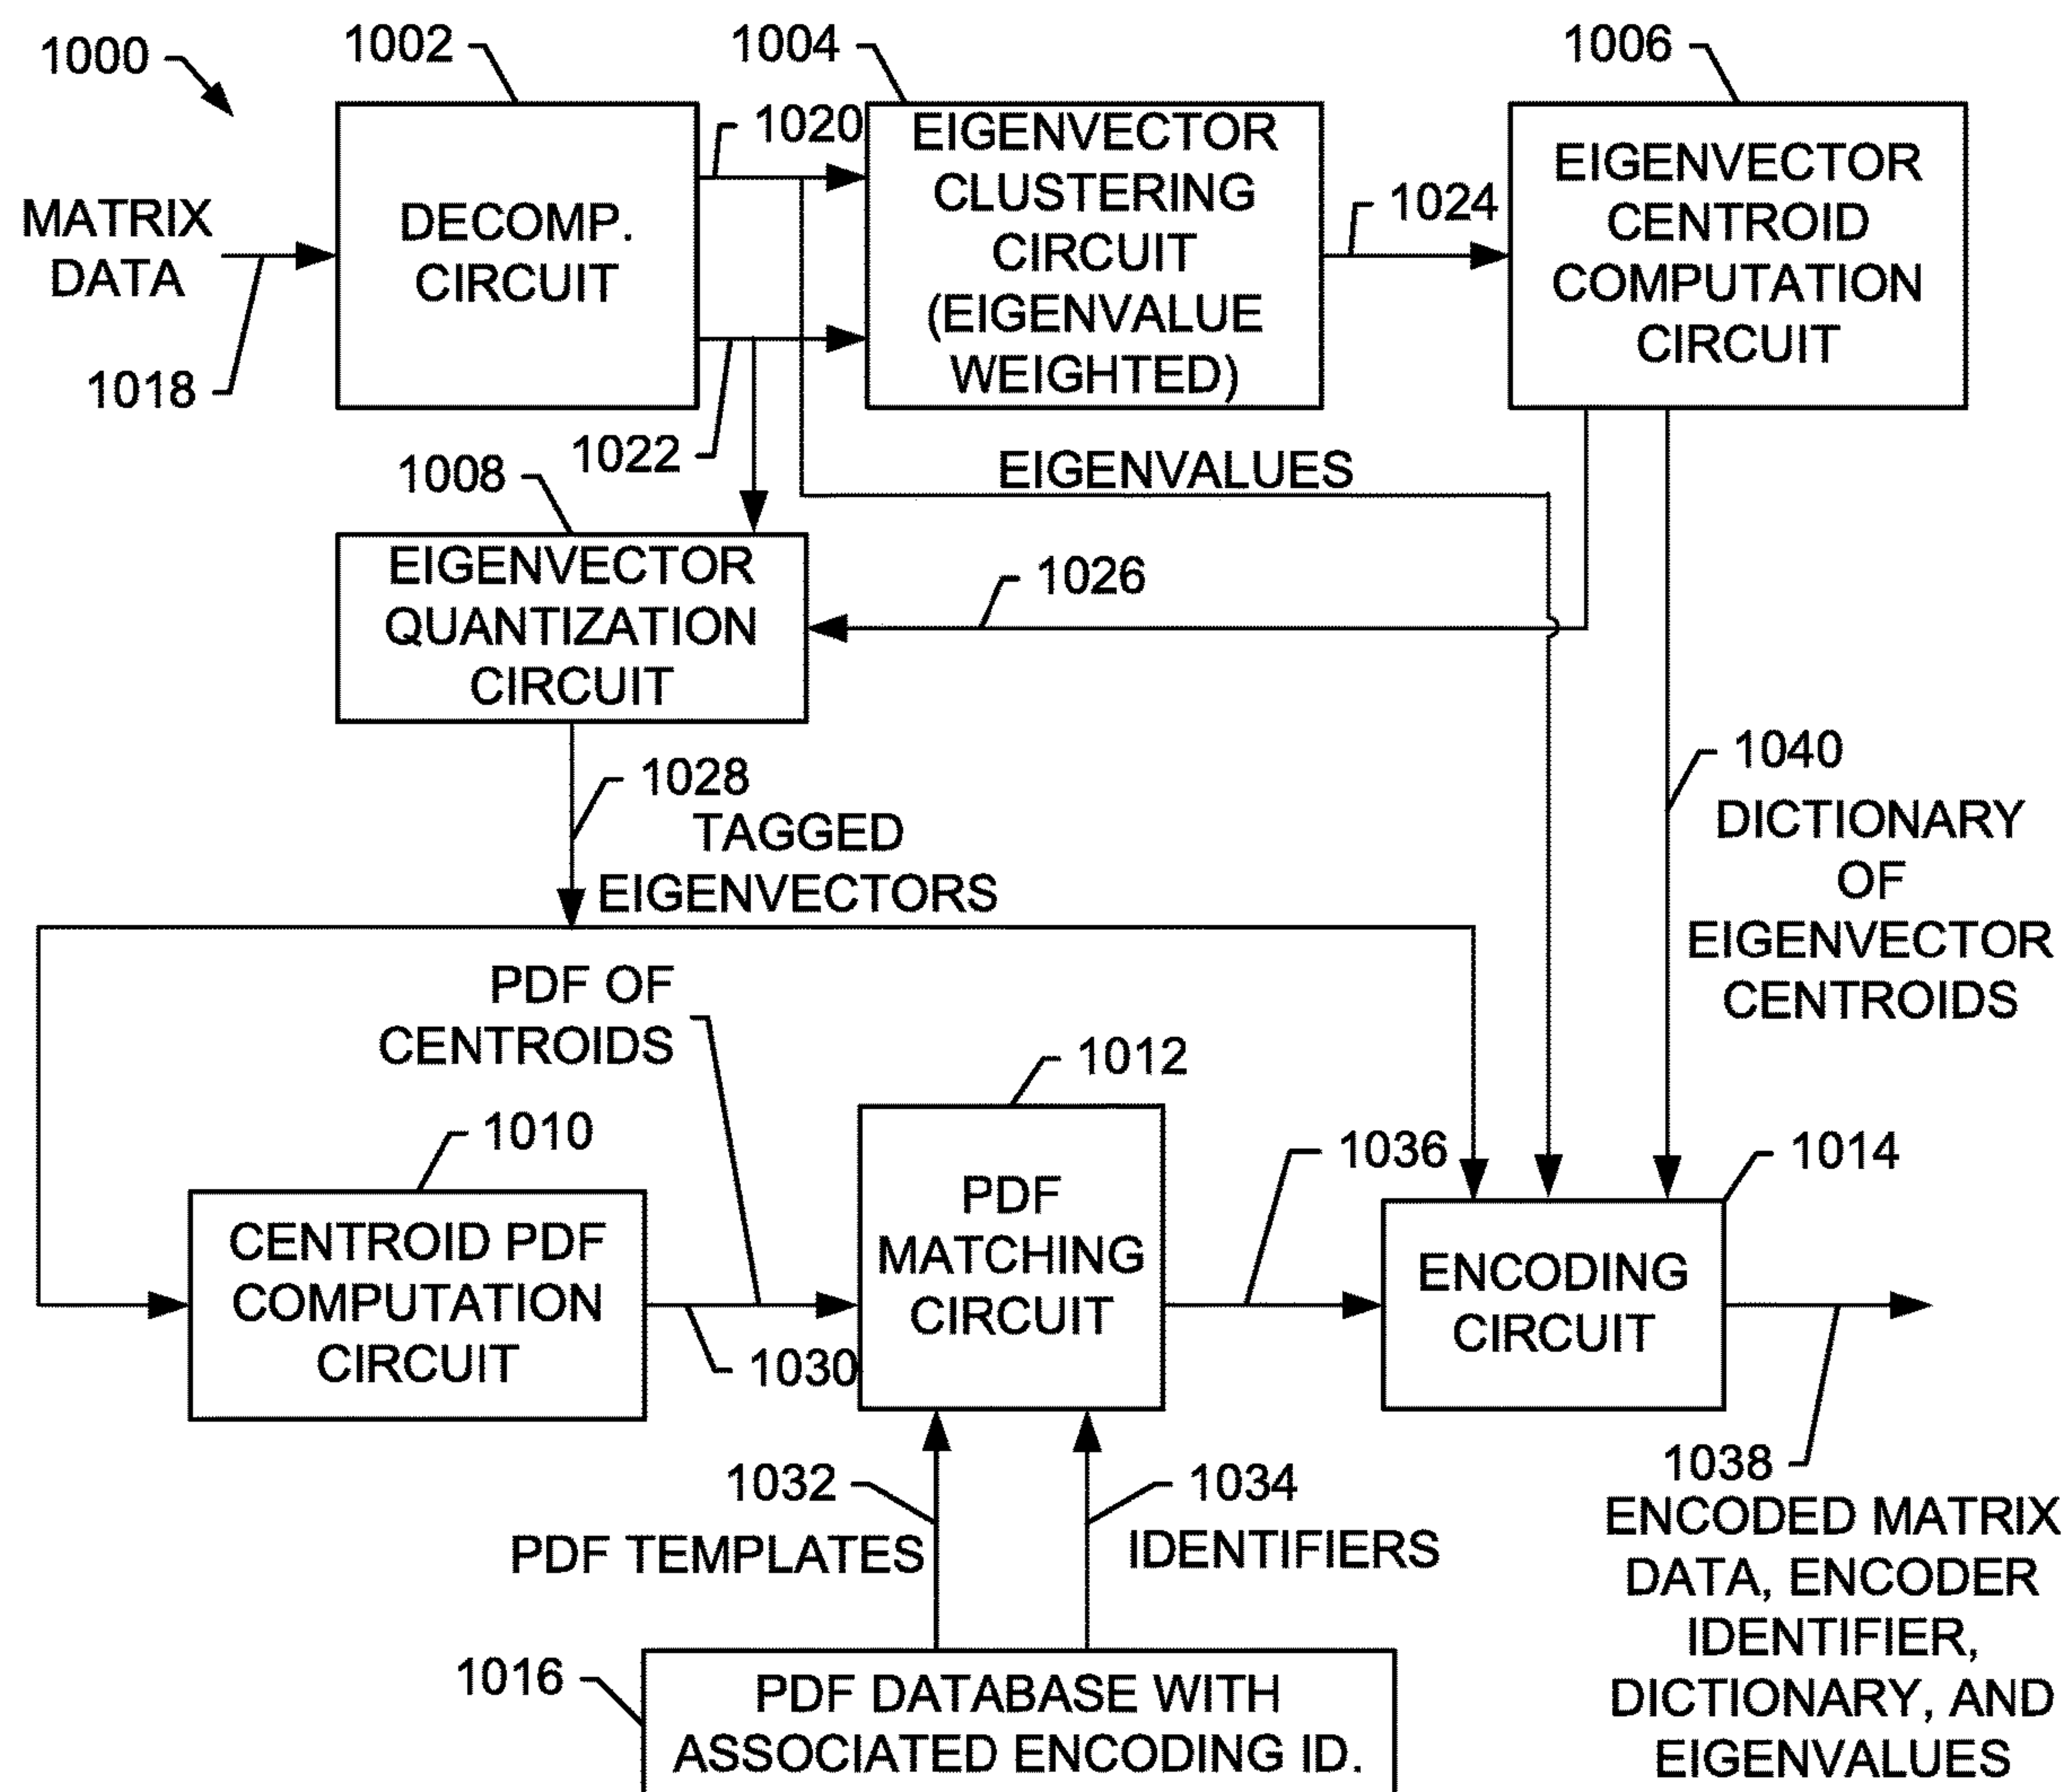 1000
1002
1004
1006
MATRIX
DATA
1018
DECOMP.
CIRCUIT
1020
1022
EIGENVECTOR
CLUSTERING
CIRCUIT
(EIGENVALUE
WEIGHTED)
1024
EIGENVECTOR
CENTROID
COMPUTATION
CIRCUIT
EIGENVALUES
1008
EIGENVECTOR
QUANTIZATION
CIRCUIT
1026
1028
TAGGED
EIGENVECTORS
1040
DICTIONARY
OF
EIGENVECTOR
CENTROIDS
PDF OF
CENTROIDS
1010
CENTROID PDF
COMPUTATION
CIRCUIT
1030
1012
PDF
MATCHING
CIRCUIT
1036
1014
ENCODING
CIRCUIT
1032
PDF TEMPLATES
1034
IDENTIFIERS
1038
ENCODED MATRIX
DATA, ENCODER
IDENTIFIER,
DICTIONARY, AND
EIGENVALUES
1016
PDF DATABASE WITH
ASSOCIATED ENCODING ID.